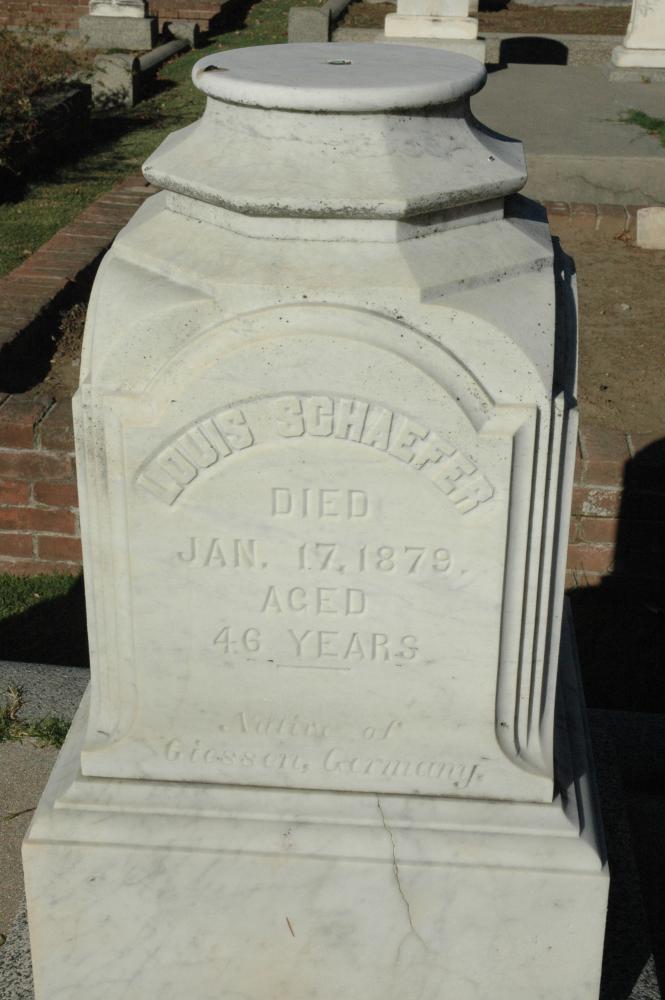 LOUIS SCHAEFER
DIED
JAN. 17, 1879.
AGED
46 YEARS
Native of
Giessen, Germany.